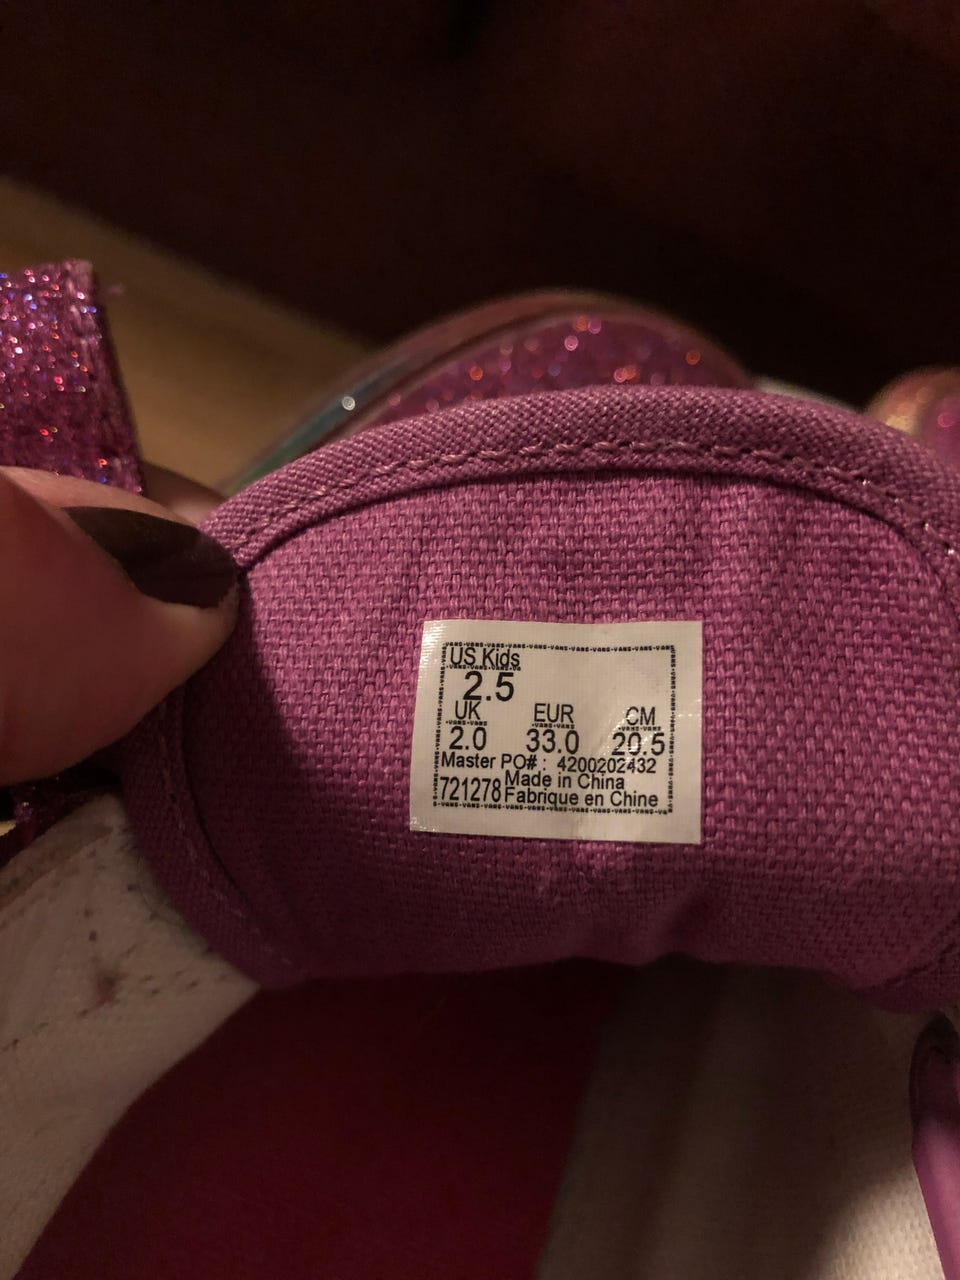 US Kids
2.5
UK EUR CM
2.0 33.0 20.5
Master PO# : 4200202432
Made in China
721278 Fabrique en Chine